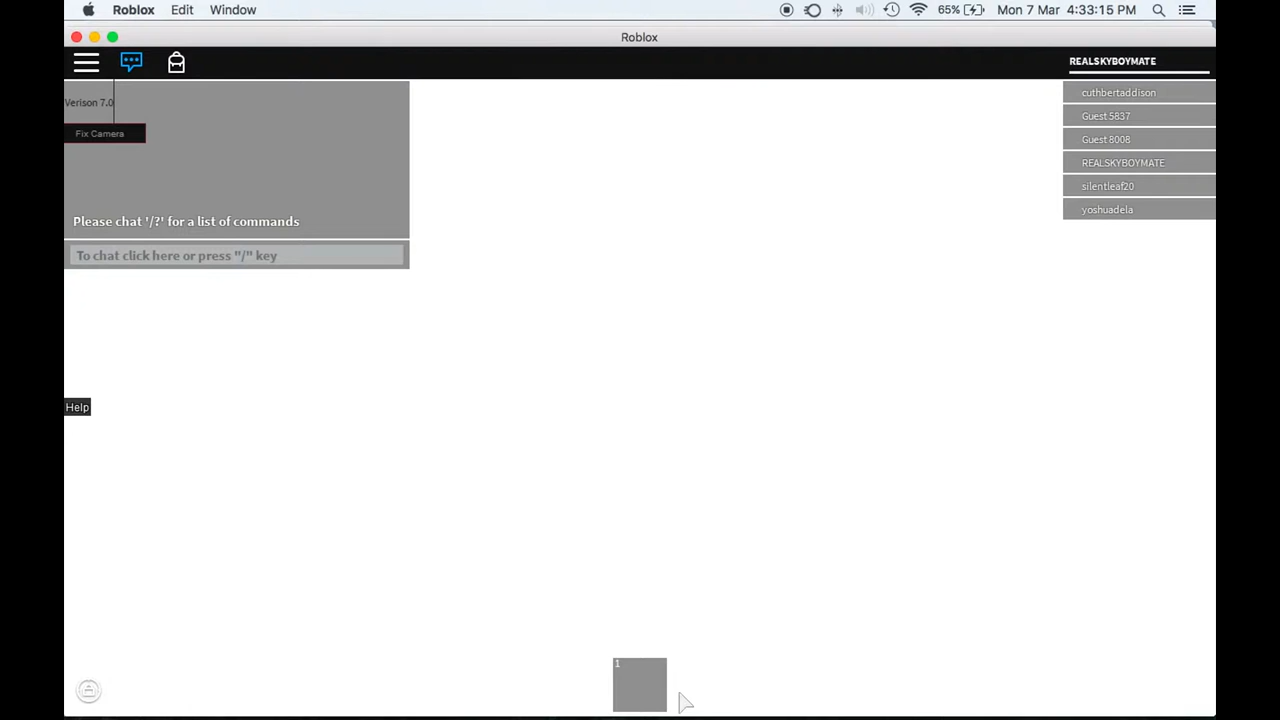 Roblox Edit Window 65% Mon 7 Mar 4:33:15 PM
Roblox
REALSKYBOYMATE
cuthbertaddison
Guest 5837
Guest 8008
REALSKYBOYMATE
silentleaf20
yoshuadela
Verison 7.0
Fix Camera
Please chat '/?' for a list of commands
To chat click here or press "/" key
Help
1